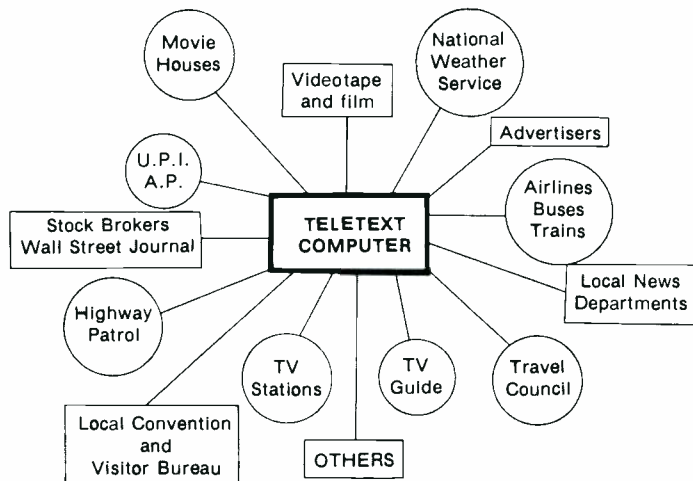 Movie
Houses
Videotape
and film
National
Weather
Service
Advertisers
U.P.I.
A.P.
Airlines
Buses
Trains
Stock Brokers
Wall Street Journal
TELETEXT
COMPUTER
Local News
Departments
Highway
Patrol
TV
Stations
TV
Guide
Travel
Council
Local Convention
and
Visitor Bureau
OTHERS